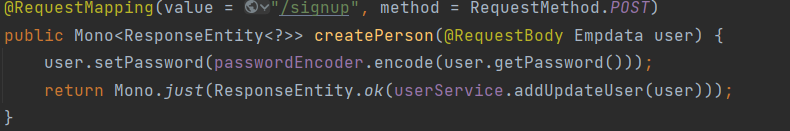 @RequestMapping(value = "/signup", method = RequestMethod.POST)
public Mono<ResponseEntity<?>> createPerson(@RequestBody Empdata user) {
user.setPassword(passwordEncoder.encode(user.getPassword()));
return Mono.just(ResponseEntity.ok(userService.addUpdateUser(user)));
}